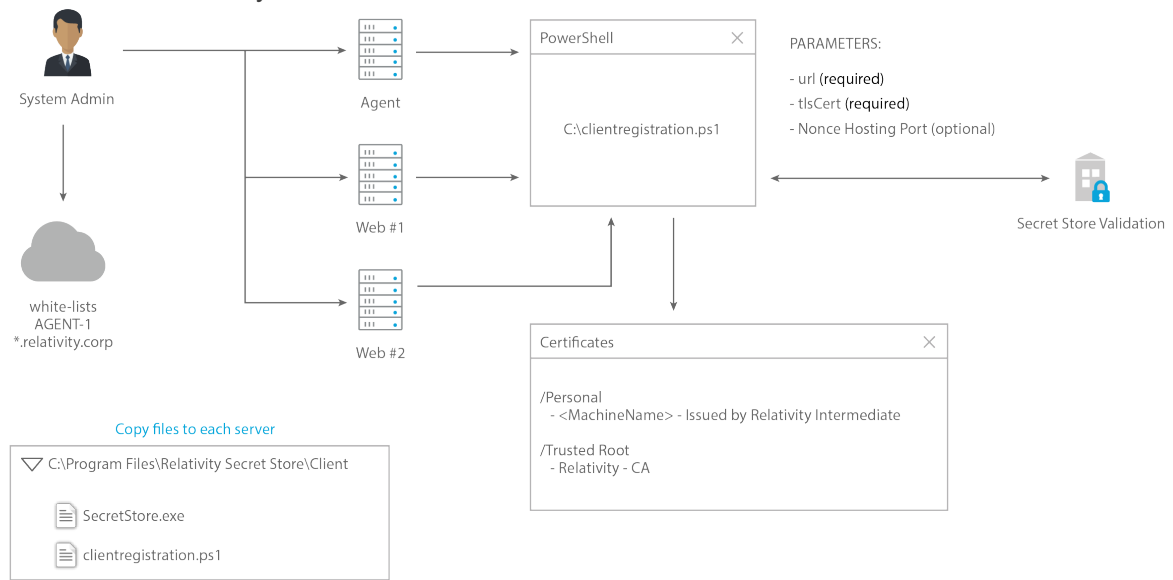 System Admin
white-lists
AGENT-1
*.relativity.corp
Agent
Web #1
Web #2
PowerShell
C:\clientregistration.ps1
PARAMETERS:
- url (required)
- tlsCert (required)
- Nonce Hosting Port (optional)
Secret Store Validation
Certificates
/Personal
- <MachineName> - Issued by Relativity Intermediate
/Trusted Root
- Relativity - CA
Copy files to each server
C:\Program Files\Relativity Secret Store\Client
SecretStore.exe
clientregistration.ps1